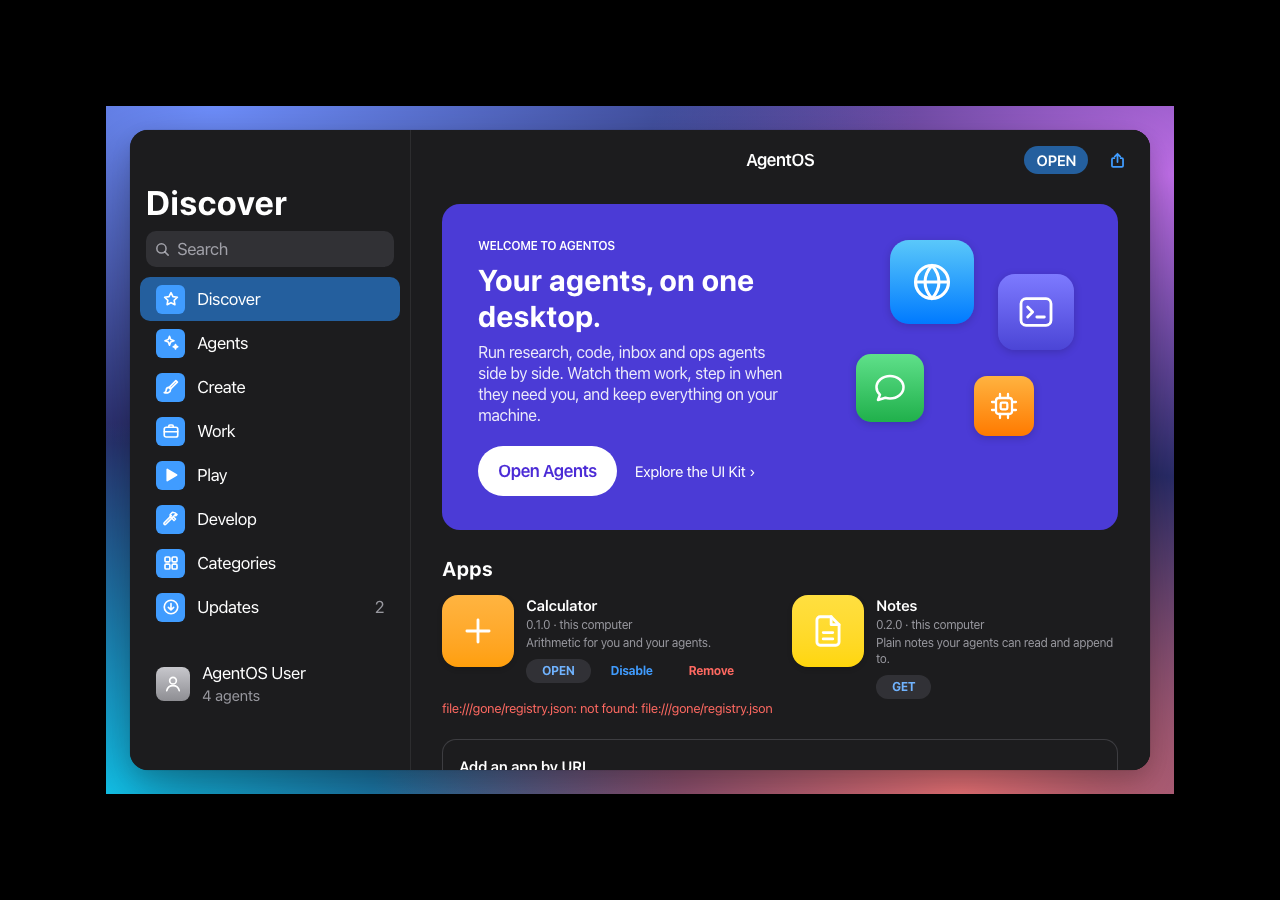 AgentOS
OPEN
Discover
Search
Discover
Agents
Create
Work
Play
Develop
Categories
Updates 2
AgentOS User
4 agents
WELCOME TO AGENTOS
Your agents, on one
desktop.
Run research, code, inbox and ops agents
side by side. Watch them work, step in when
they need you, and keep everything on your
machine.
Open Agents
Explore the UI Kit ›
Apps
Calculator
0.1.0 · this computer
Arithmetic for you and your agents.
OPEN Disable Remove
Notes
0.2.0 · this computer
Plain notes your agents can read and append
to.
GET
file:///gone/registry.json: not found: file:///gone/registry.json
Add an app by URL